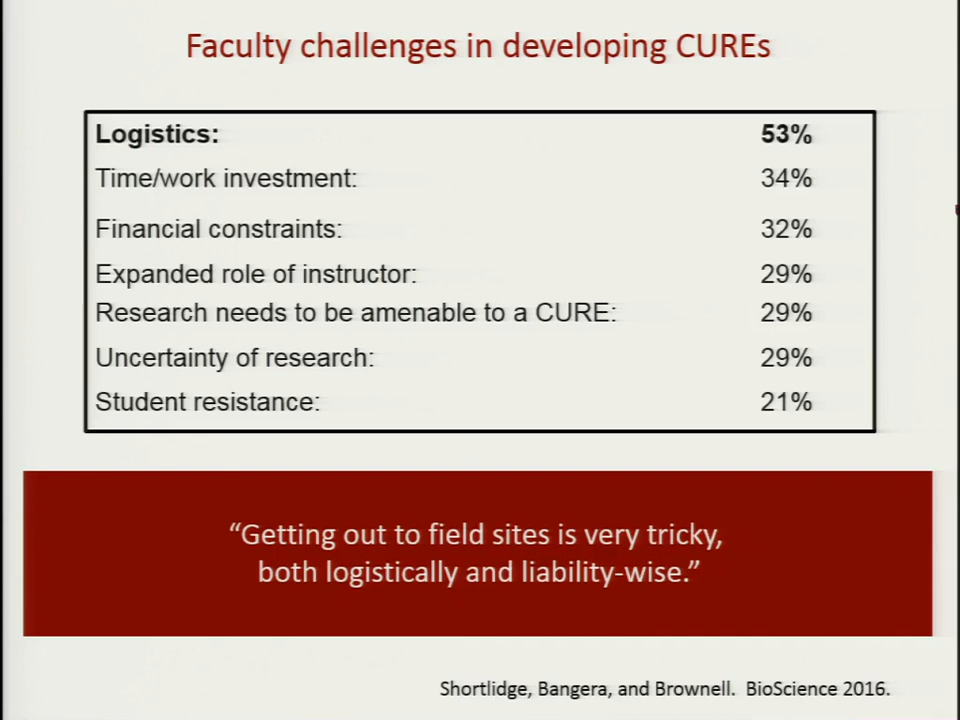 Faculty challenges in developing CUREs
Logistics: 53%
Time/work investment: 34%
Financial constraints: 32%
Expanded role of instructor: 29%
Research needs to be amenable to a CURE: 29%
Uncertainty of research: 29%
Student resistance: 21%
“Getting out to field sites is very tricky,
both logistically and liability-wise.”
Shortlidge, Bangera, and Brownell. BioScience 2016.